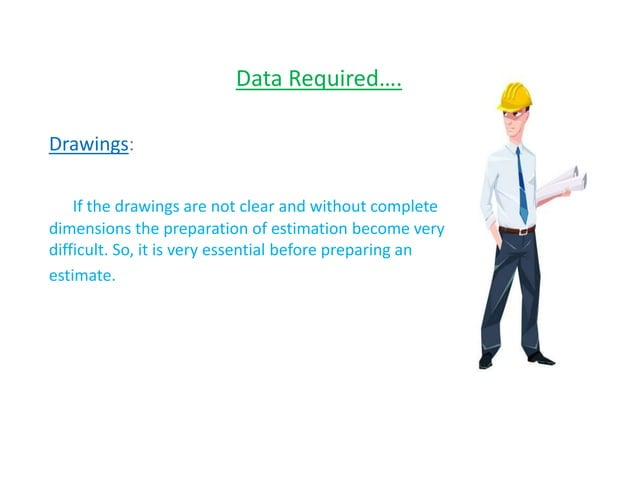 Data Required….
Drawings:
If the drawings are not clear and without complete
dimensions the preparation of estimation become very
difficult. So, it is very essential before preparing an
estimate.